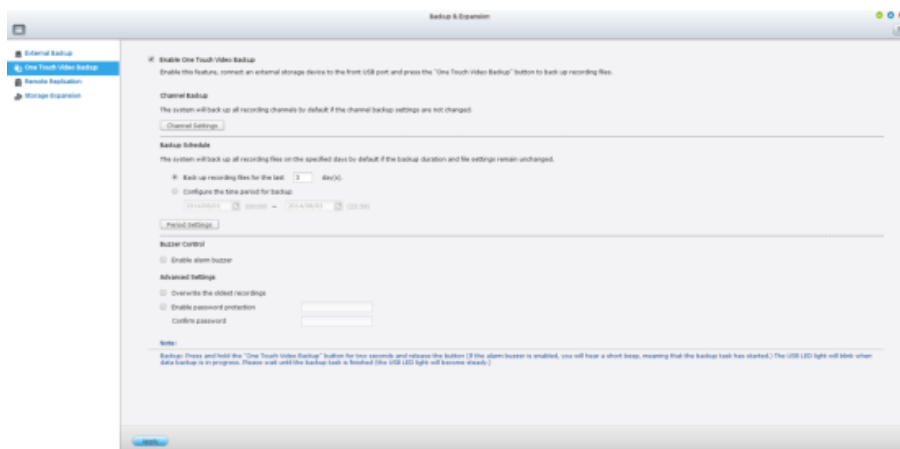 Backup & Expansion
External Backup
One Touch Video Backup
Remote Replication
Storage Expansion
Enable One Touch Video Backup
Enable this feature, connect an external storage device to the front USB port and press the "One Touch Video Backup" button to back up recording files.
Channel Backup
The system will back up all recording channels by default if the channel backup settings are not changed.
Channel Settings
Backup Schedule
The system will back up all recording files on the specified days by default if the backup duration and file settings remain unchanged.
Back up recording files for the last 3 day(s).
Configure the time period for backup
2014/08/03 – 2014/08/03
Period Settings
Buzzer Control
Enable alarm buzzer
Advanced Settings
Overwrite the oldest recordings
Enable password protection
Confirm password
Note:
Backup: Press and hold the "One Touch Video Backup" button for two seconds and release the button (If the alarm buzzer is enabled, you will hear a short beep, meaning that the backup task has started.) The USB LED light will blink when
data backup is in progress. Please wait until the backup task is finished (the USB LED light will become steady.)
Apply